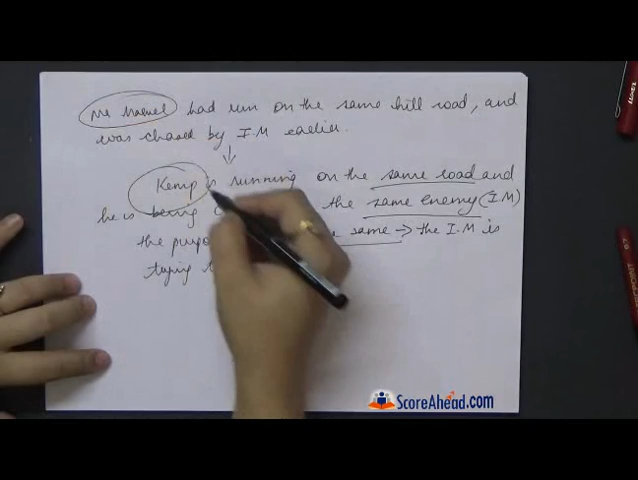 Mr Marvel had run on the same hill road, and
was chased by I.M earlier.
↓
Kemp is running on the same road and
he is being the same enemy (I.M)
the same → the I.M is
trying
ScoreAhead.com